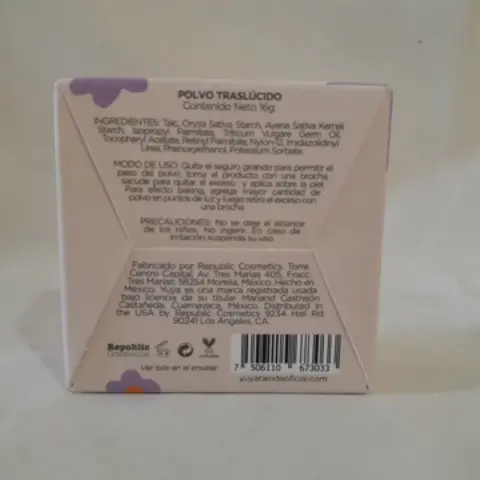 POLVO TRASLÚCIDO
Contenido Neto 16g.
INGREDIENTES: Talc, Oryza Sativa, Starch, Avena Sativa Kernel
Starch, Isopropyl Palmitate, Triticum Vulgare Germ Oil,
Tocopheryl Acetate, Retinyl Palmitate, Nylon-12, Imidazolidinyl
Urea, Phenoxyethanol, Potassium Sorbate.
MODO DE USO: Quita el seguro girando para permitir el
paso del polvo, toma el producto con una brocha
sacude para quitar el exceso y aplica sobre la piel
Para efecto baking, agrega mayor cantidad de
polvo en puntos de luz y luego retira el exceso con
una brocha.
PRECAUCIONES: No se deje al alcance
de los niños, No ingerir. En caso de
irritación suspenda su uso.
Fabricado por Republic Cosmetics. Torre
Centro Capital, Av. Tres Marías 405, Fracc.
Tres Marías; 58254 Morelia, México. Hecho en
México. Yuya es una marca registrada usada
bajo licencia de su titular Mariand Castrejón
Castañeda. Cuernavaca, México. Distributed in
the USA, by Republic Cosmetics 9234 Hall Rd.
90241 Los Angeles, CA.
Republic
Cosmetics
Ver lote en el envase.
7 506110 673033
yuyatiendaoficial.com